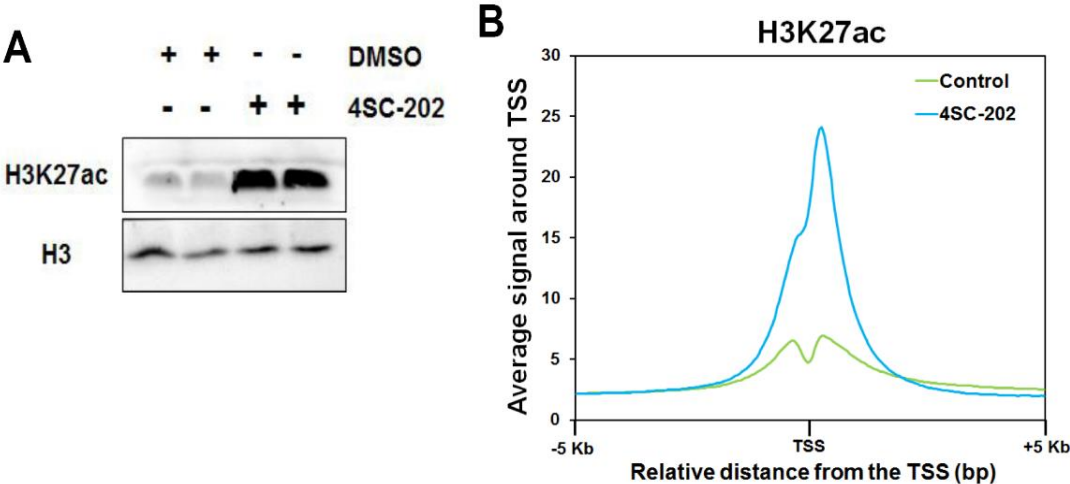 A
+ + - - DMSO
- - + + 4SC-202
H3K27ac
H3
B
H3K27ac
Control
4SC-202
Average signal around TSS
30
25
20
15
10
5
0
-5 Kb TSS +5 Kb
Relative distance from the TSS (bp)